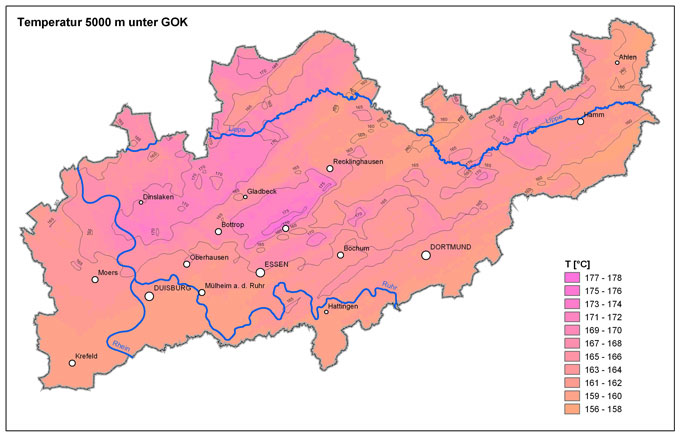 Temperatur 5000 m unter GOK
Ahlen
Lippe
Lippe
Hamm
Recklinghausen
Dinslaken
Gladbeck
Bottrop
Bochum
DORTMUND
Oberhausen
ESSEN
Moers
DUISBURG
Mülheim a. d. Ruhr
Ruhr
Hattingen
Rhein
Krefeld
T [°C]
177 - 178
175 - 176
173 - 174
171 - 172
169 - 170
167 - 168
165 - 166
163 - 164
161 - 162
159 - 160
156 - 158